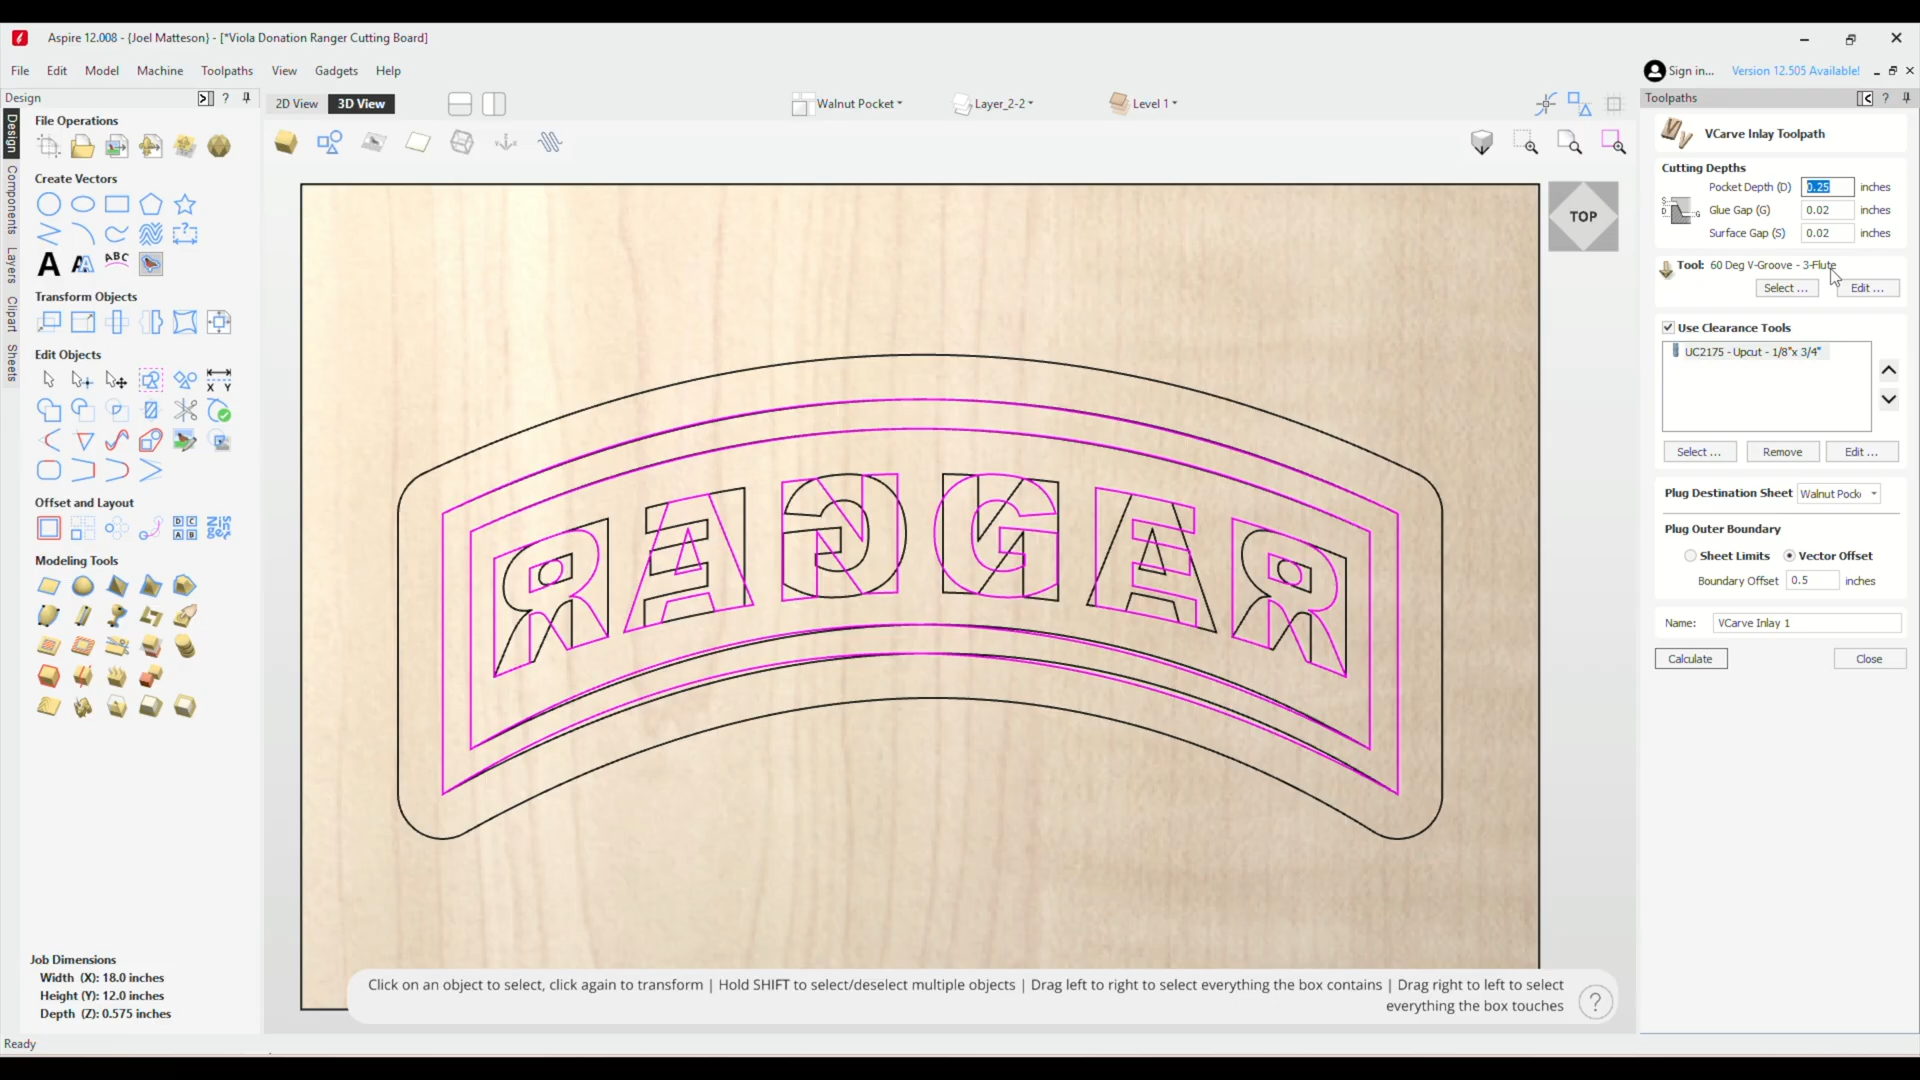 Aspire 12.008 - {Joel Matteson} - [*Viola Donation Ranger Cutting Board]
File Edit Model Machine Toolpaths View Gadgets Help
Sign in... Version 12.505 Available!
Design
2D View 3D View
Walnut Pocket
Layer_2-2
Level 1
Toolpaths
Design
Components
Layers
Clipart
Sheets
File Operations
Create Vectors
A
ABC
Transform Objects
Edit Objects
X Y
Offset and Layout
Modeling Tools
Job Dimensions
Width (X): 18.0 inches
Height (Y): 12.0 inches
Depth (Z): 0.575 inches
Ready
TOP
Click on an object to select, click again to transform | Hold SHIFT to select/deselect multiple objects | Drag left to right to select everything the box contains | Drag right to left to select
everything the box touches
?
VCarve Inlay Toolpath
Cutting Depths
Pocket Depth (D) 0.25 inches
Glue Gap (G) 0.02 inches
Surface Gap (S) 0.02 inches
Tool: 60 Deg V-Groove - 3-Flute
Select ... Edit ...
Use Clearance Tools
UC2175 - Upcut - 1/8"x 3/4"
Select ... Remove Edit ...
Plug Destination Sheet Walnut Pock
Plug Outer Boundary
Sheet Limits Vector Offset
Boundary Offset 0.5 inches
Name: VCarve Inlay 1
Calculate Close